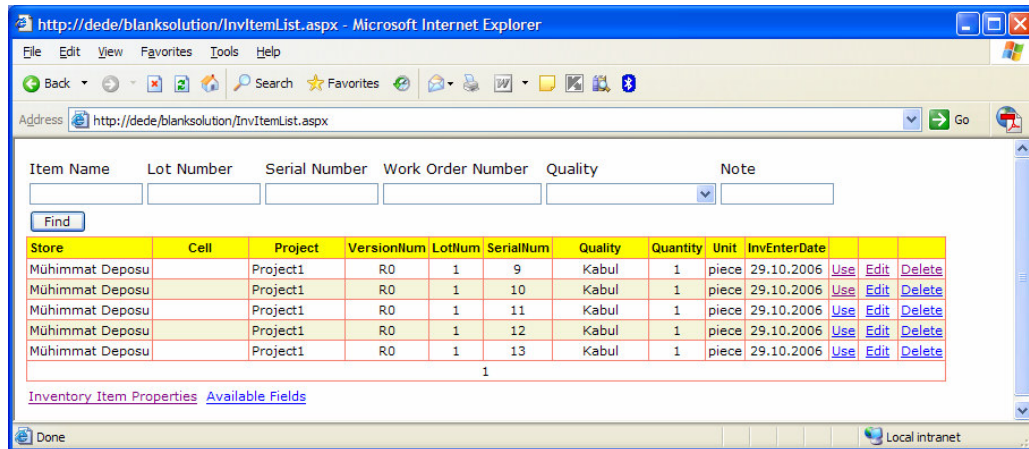 http://dede/blanksolution/InvItemList.aspx - Microsoft Internet Explorer
File Edit View Favorites Tools Help
Back Search Favorites
Address http://dede/blanksolution/InvItemList.aspx Go
Item Name Lot Number Serial Number Work Order Number Quality Note
Find
Store Cell Project VersionNum LotNum SerialNum Quality Quantity Unit InvEnterDate
Mühimmat Deposu Project1 R0 1 9 Kabul 1 piece 29.10.2006 Use Edit Delete
Mühimmat Deposu Project1 R0 1 10 Kabul 1 piece 29.10.2006 Use Edit Delete
Mühimmat Deposu Project1 R0 1 11 Kabul 1 piece 29.10.2006 Use Edit Delete
Mühimmat Deposu Project1 R0 1 12 Kabul 1 piece 29.10.2006 Use Edit Delete
Mühimmat Deposu Project1 R0 1 13 Kabul 1 piece 29.10.2006 Use Edit Delete
1
Inventory Item Properties Available Fields
Done Local intranet